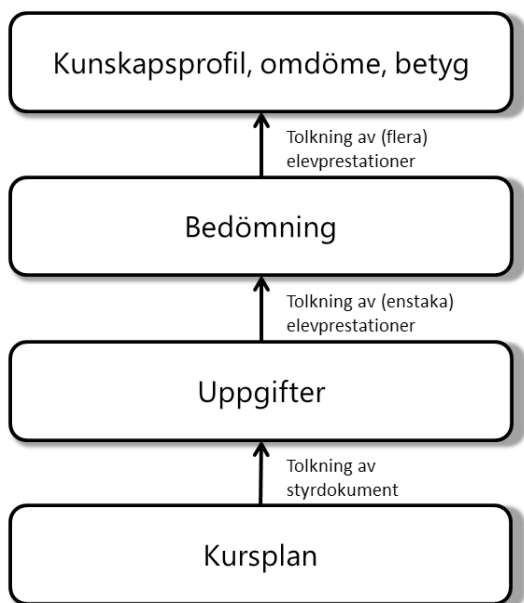 Kunskapsprofil, omdöme, betyg
Tolkning av (flera)
elevprestationer
Bedömning
Tolkning av (enstaka)
elevprestationer
Uppgifter
Tolkning av
styrdokument
Kursplan